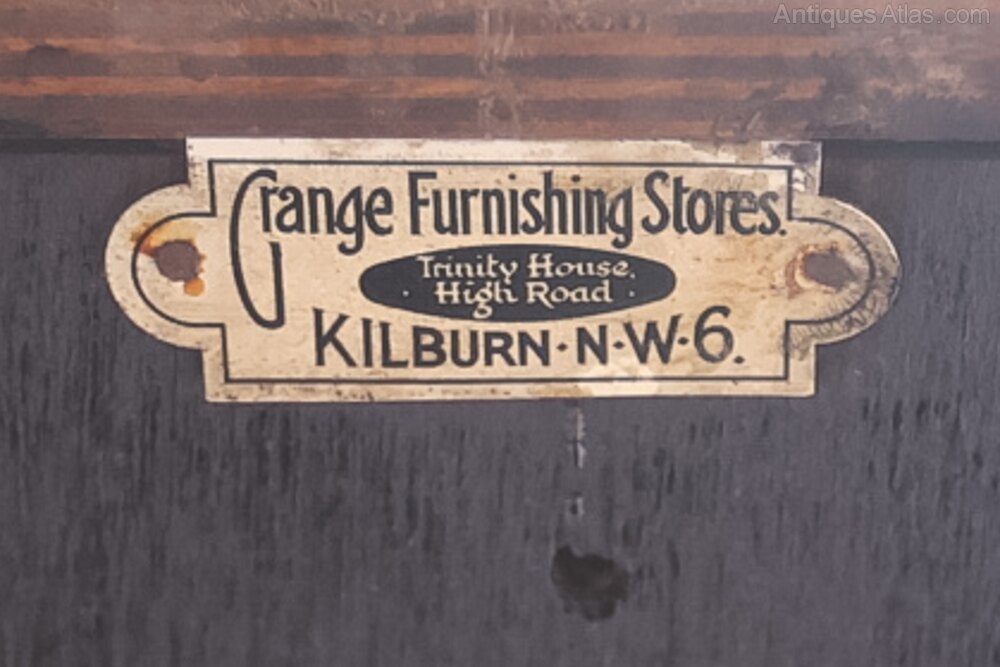 AntiquesAtlas.com
Grange Furnishing Stores.
Trinity House.
· High Road ·
KILBURN·N·W·6.